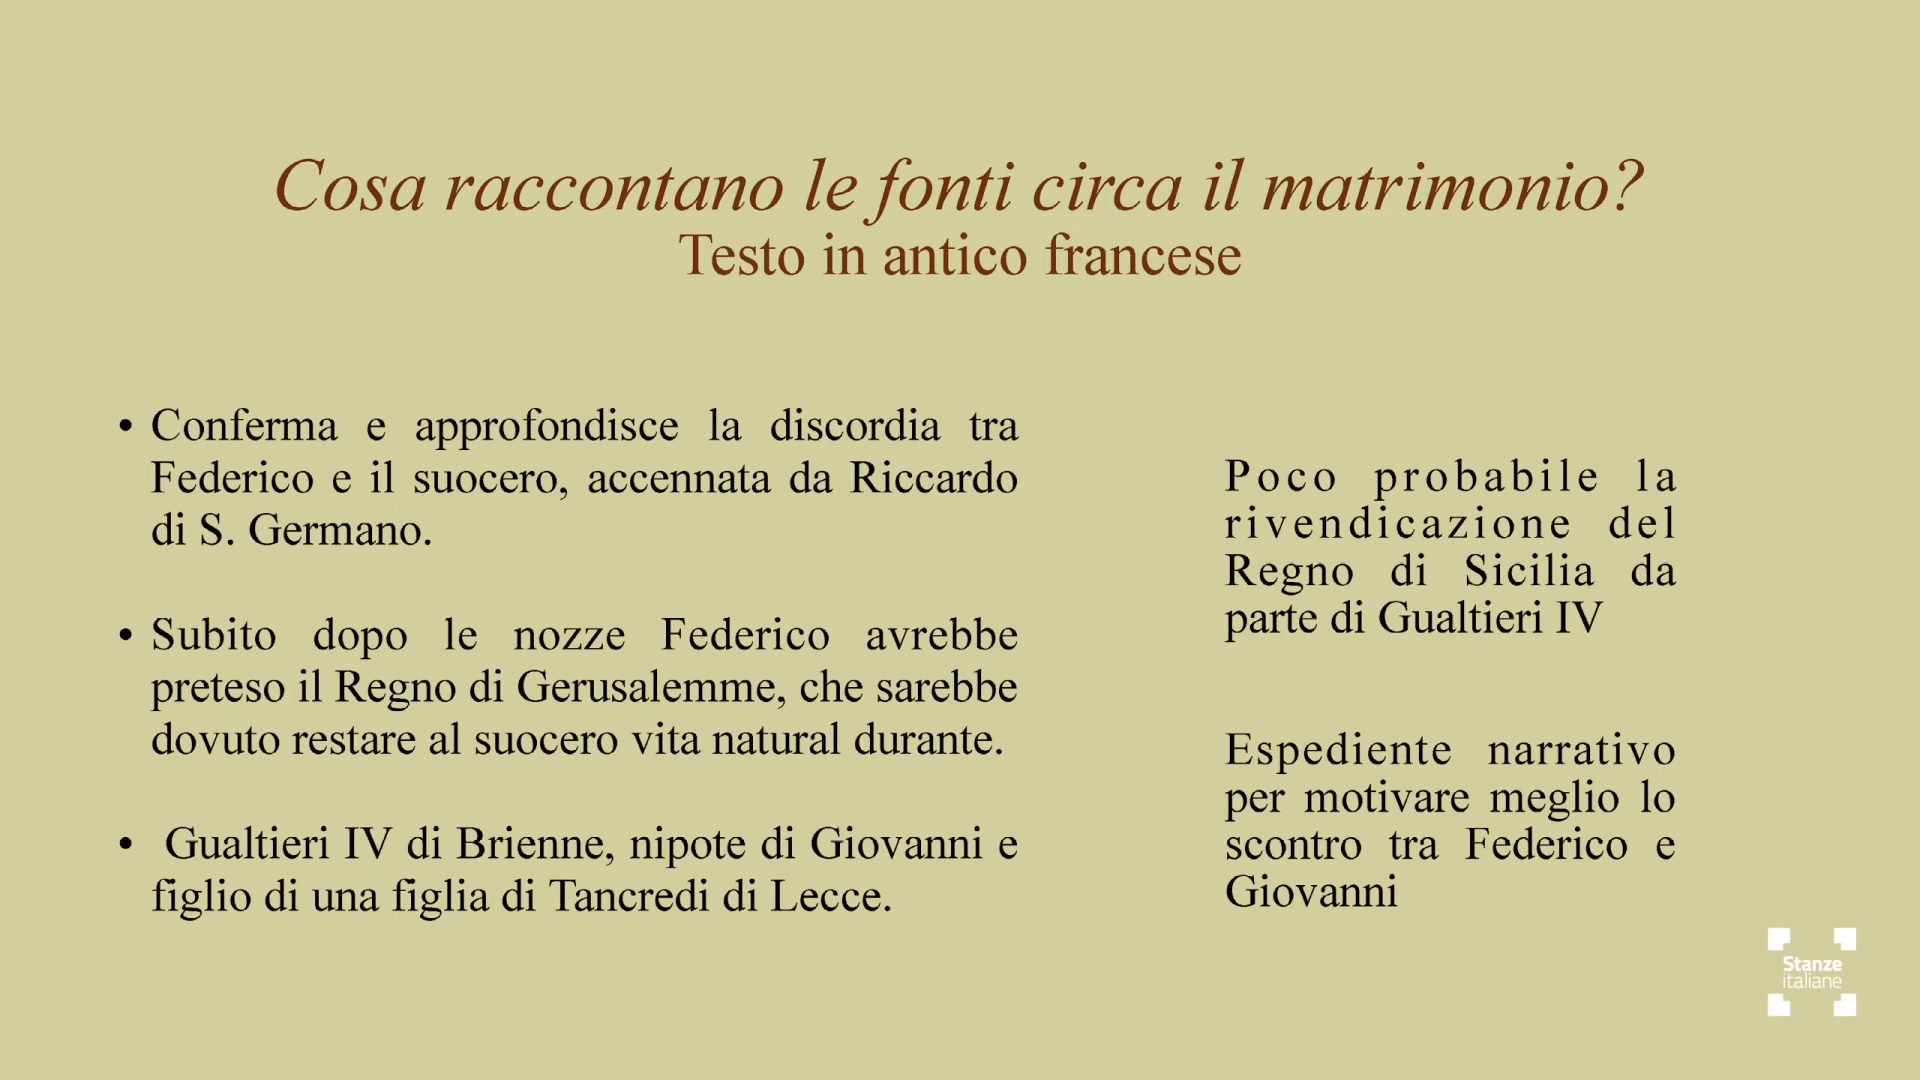 Cosa raccontano le fonti circa il matrimonio?
Testo in antico francese
• Conferma e approfondisce la discordia tra
Federico e il suocero, accennata da Riccardo
di S. Germano.
• Subito dopo le nozze Federico avrebbe
preteso il Regno di Gerusalemme, che sarebbe
dovuto restare al suocero vita natural durante.
• Gualtieri IV di Brienne, nipote di Giovanni e
figlio di una figlia di Tancredi di Lecce.
Poco probabile la
rivendicazione del
Regno di Sicilia da
parte di Gualtieri IV
Espediente narrativo
per motivare meglio lo
scontro tra Federico e
Giovanni
Stanze
italiane